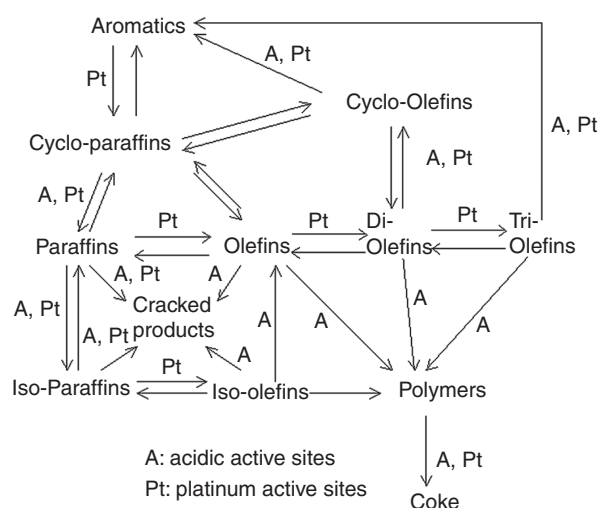 Aromatics
Pt
A, Pt
Cyclo-Olefins
A, Pt
Cyclo-paraffins
A, Pt
A, Pt
Pt
Pt
Di-
Pt
Tri-
Paraffins
Olefins
Olefins
Olefins
A, Pt
A
Cracked
products
A, Pt
A, Pt
A
A
A
A
A
Pt
Iso-Paraffins
Iso-olefins
Polymers
A: acidic active sites
A, Pt
Pt: platinum active sites
Coke